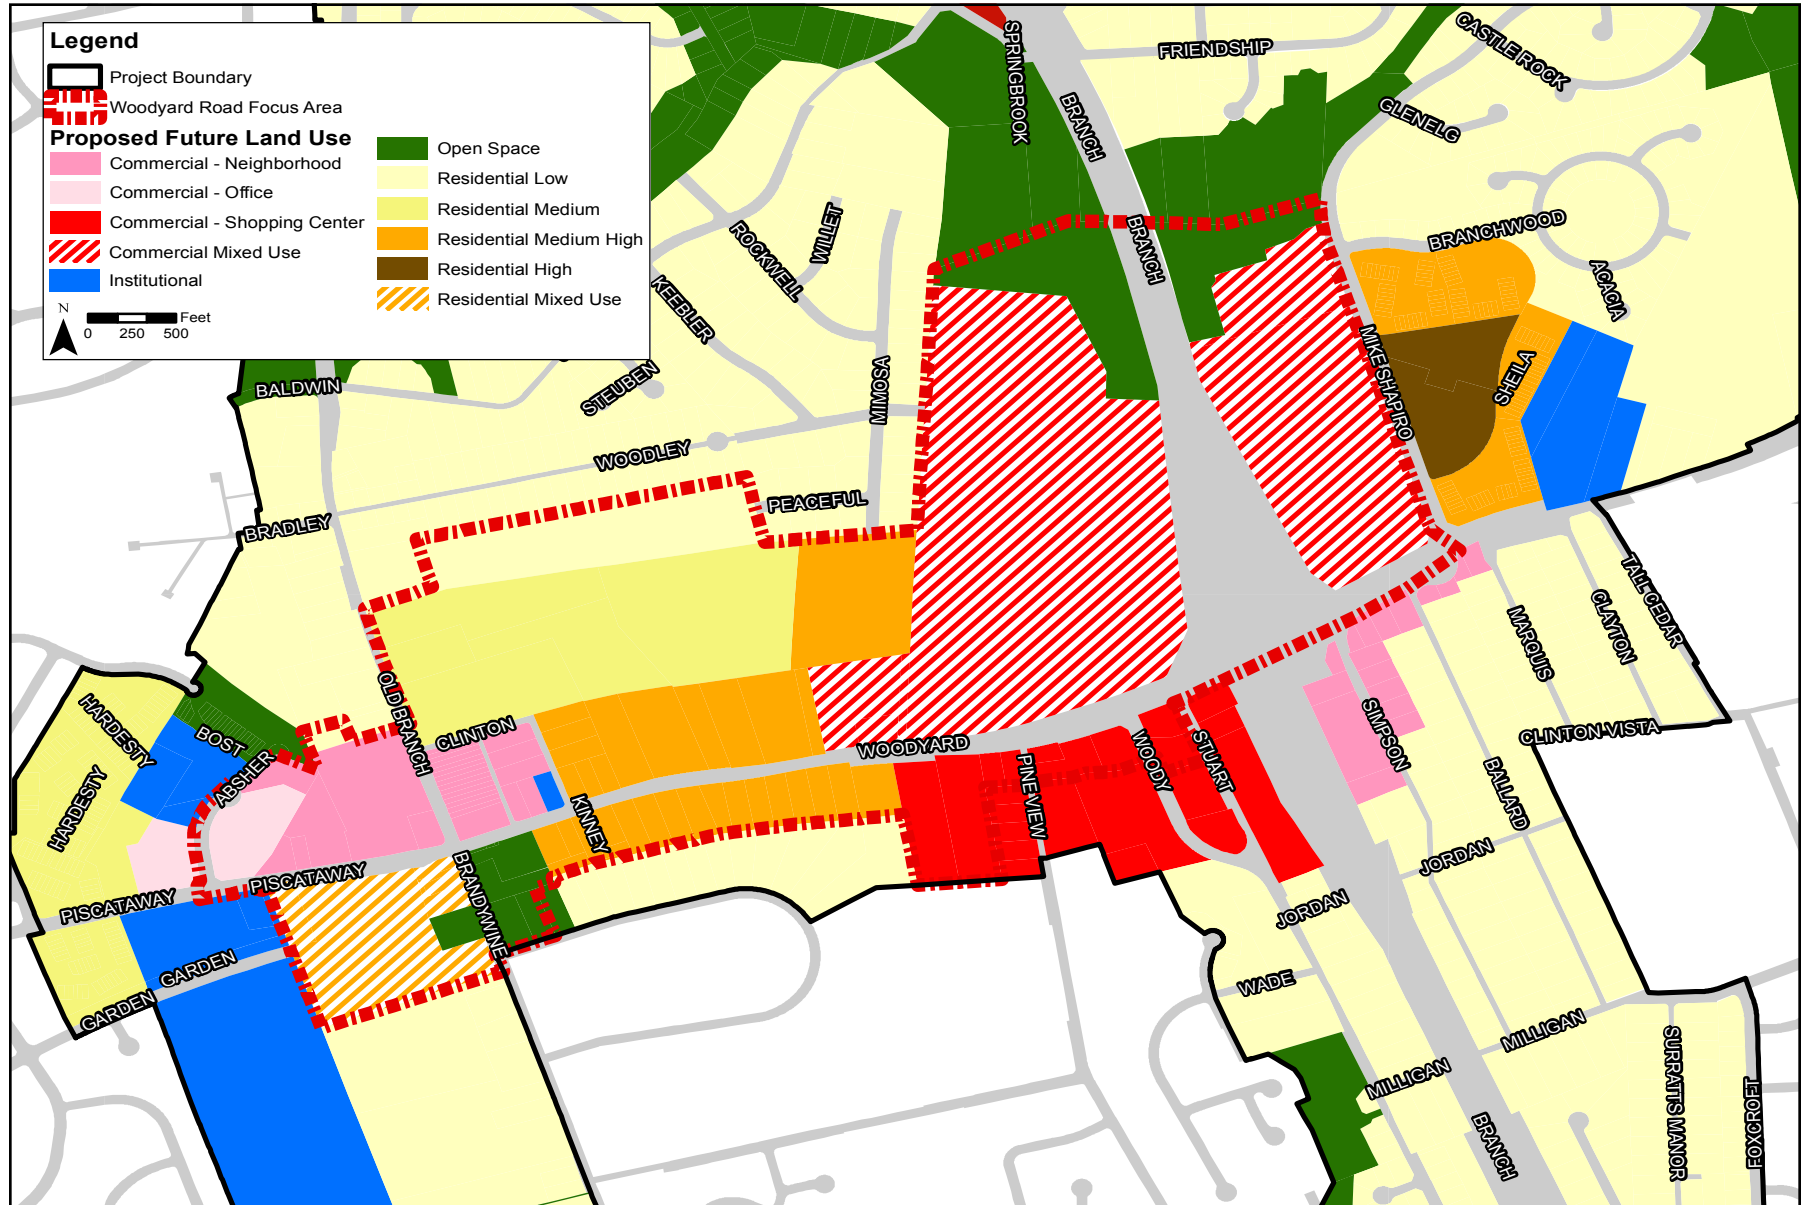 Legend
Project Boundary
Woodyard Road Focus Area
Proposed Future Land Use
Commercial - Neighborhood
Commercial - Office
Commercial - Shopping Center
Commercial Mixed Use
Institutional
Open Space
Residential Low
Residential Medium
Residential Medium High
Residential High
Residential Mixed Use
N
Feet
0 250 500
SPRINGBROOK
BRANCH
FRIENDSHIP
CASTLE ROCK
GLENELG
BRANCHWOOD
ACACIA
BRANCH
WILLET
ROCKWELL
KEEBLER
MIMOSA
STEUBEN
BALDWIN
WOODLEY
PEACEFUL
BRADLEY
MIKE SHAPIRO
SHEILA
TALL CEDAR
CLAYTON
MARQUIS
CLINTON VISTA
SIMPSON
BALLARD
JORDAN
JORDAN
OLD BRANCH
CLINTON
WOODYARD
WOODY
STUART
PINEVIEW
KINNEY
HARDESTY
HARDESTY
BOST
ABSHER
PISCATAWAY
PISCATAWAY
BRANDYWINE
GARDEN
GARDEN
WADE
MILLIGAN
MILLIGAN
BRANCH
SURRATTS MANOR
FOXCROFT